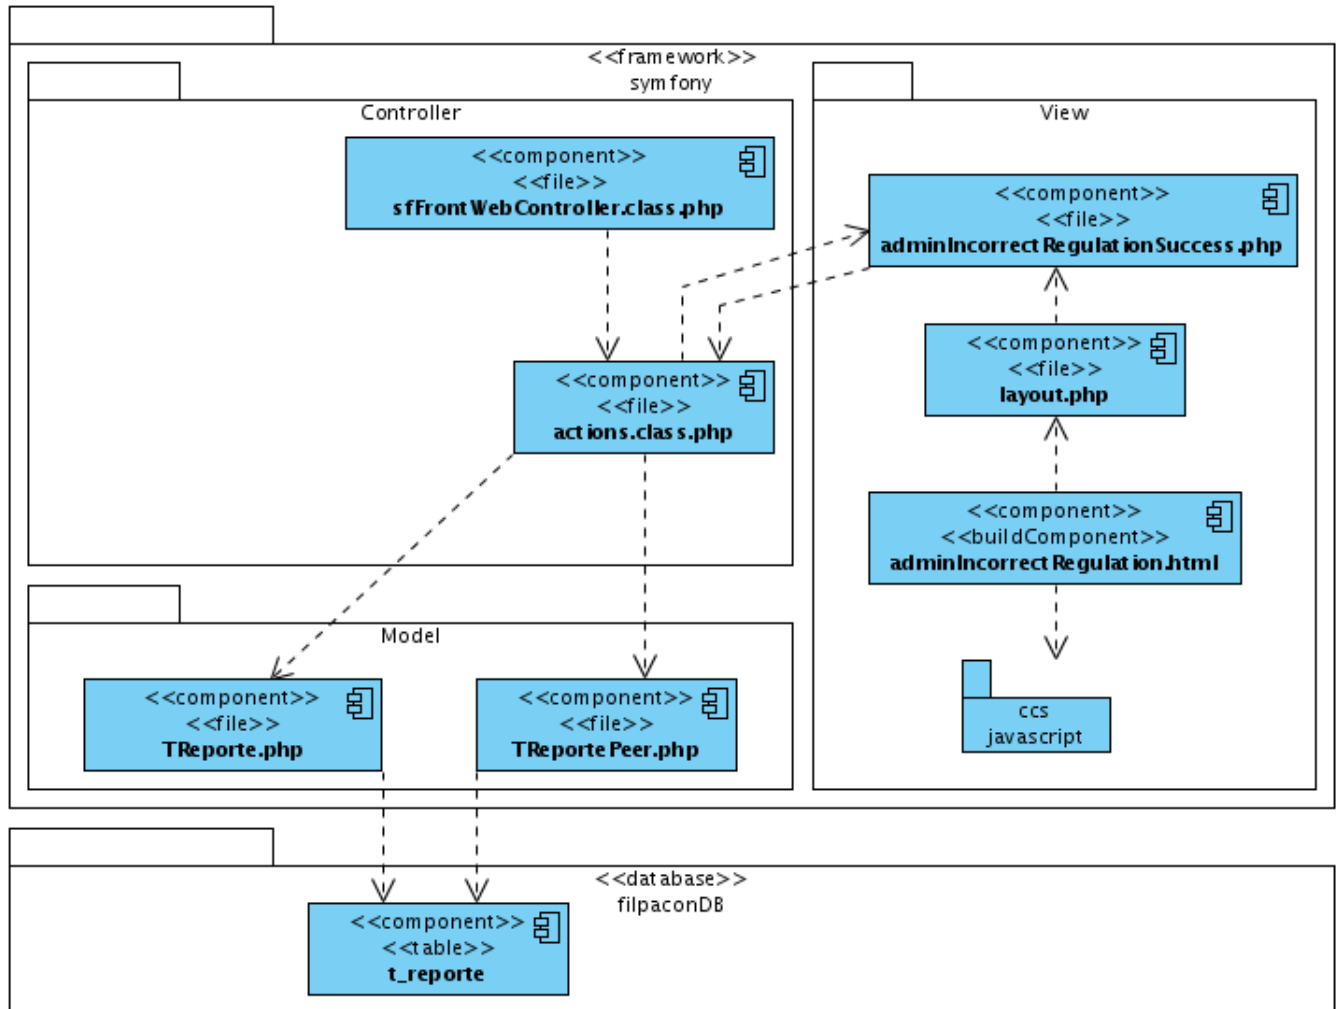 <<framework>>
symfony
Controller
<<component>>
<<file>>
sfFrontWebController.class.php
<<component>>
<<file>>
actions.class.php
View
<<component>>
<<file>>
adminIncorrectRegulationSuccess.php
<<component>>
<<file>>
layout.php
<<component>>
<<buildComponent>>
adminIncorrectRegulation.html
ccs
javascript
Model
<<component>>
<<file>>
TReporte.php
<<component>>
<<file>>
TReportePeer.php
<<database>>
filpaconDB
<<component>>
<<table>>
t_reporte